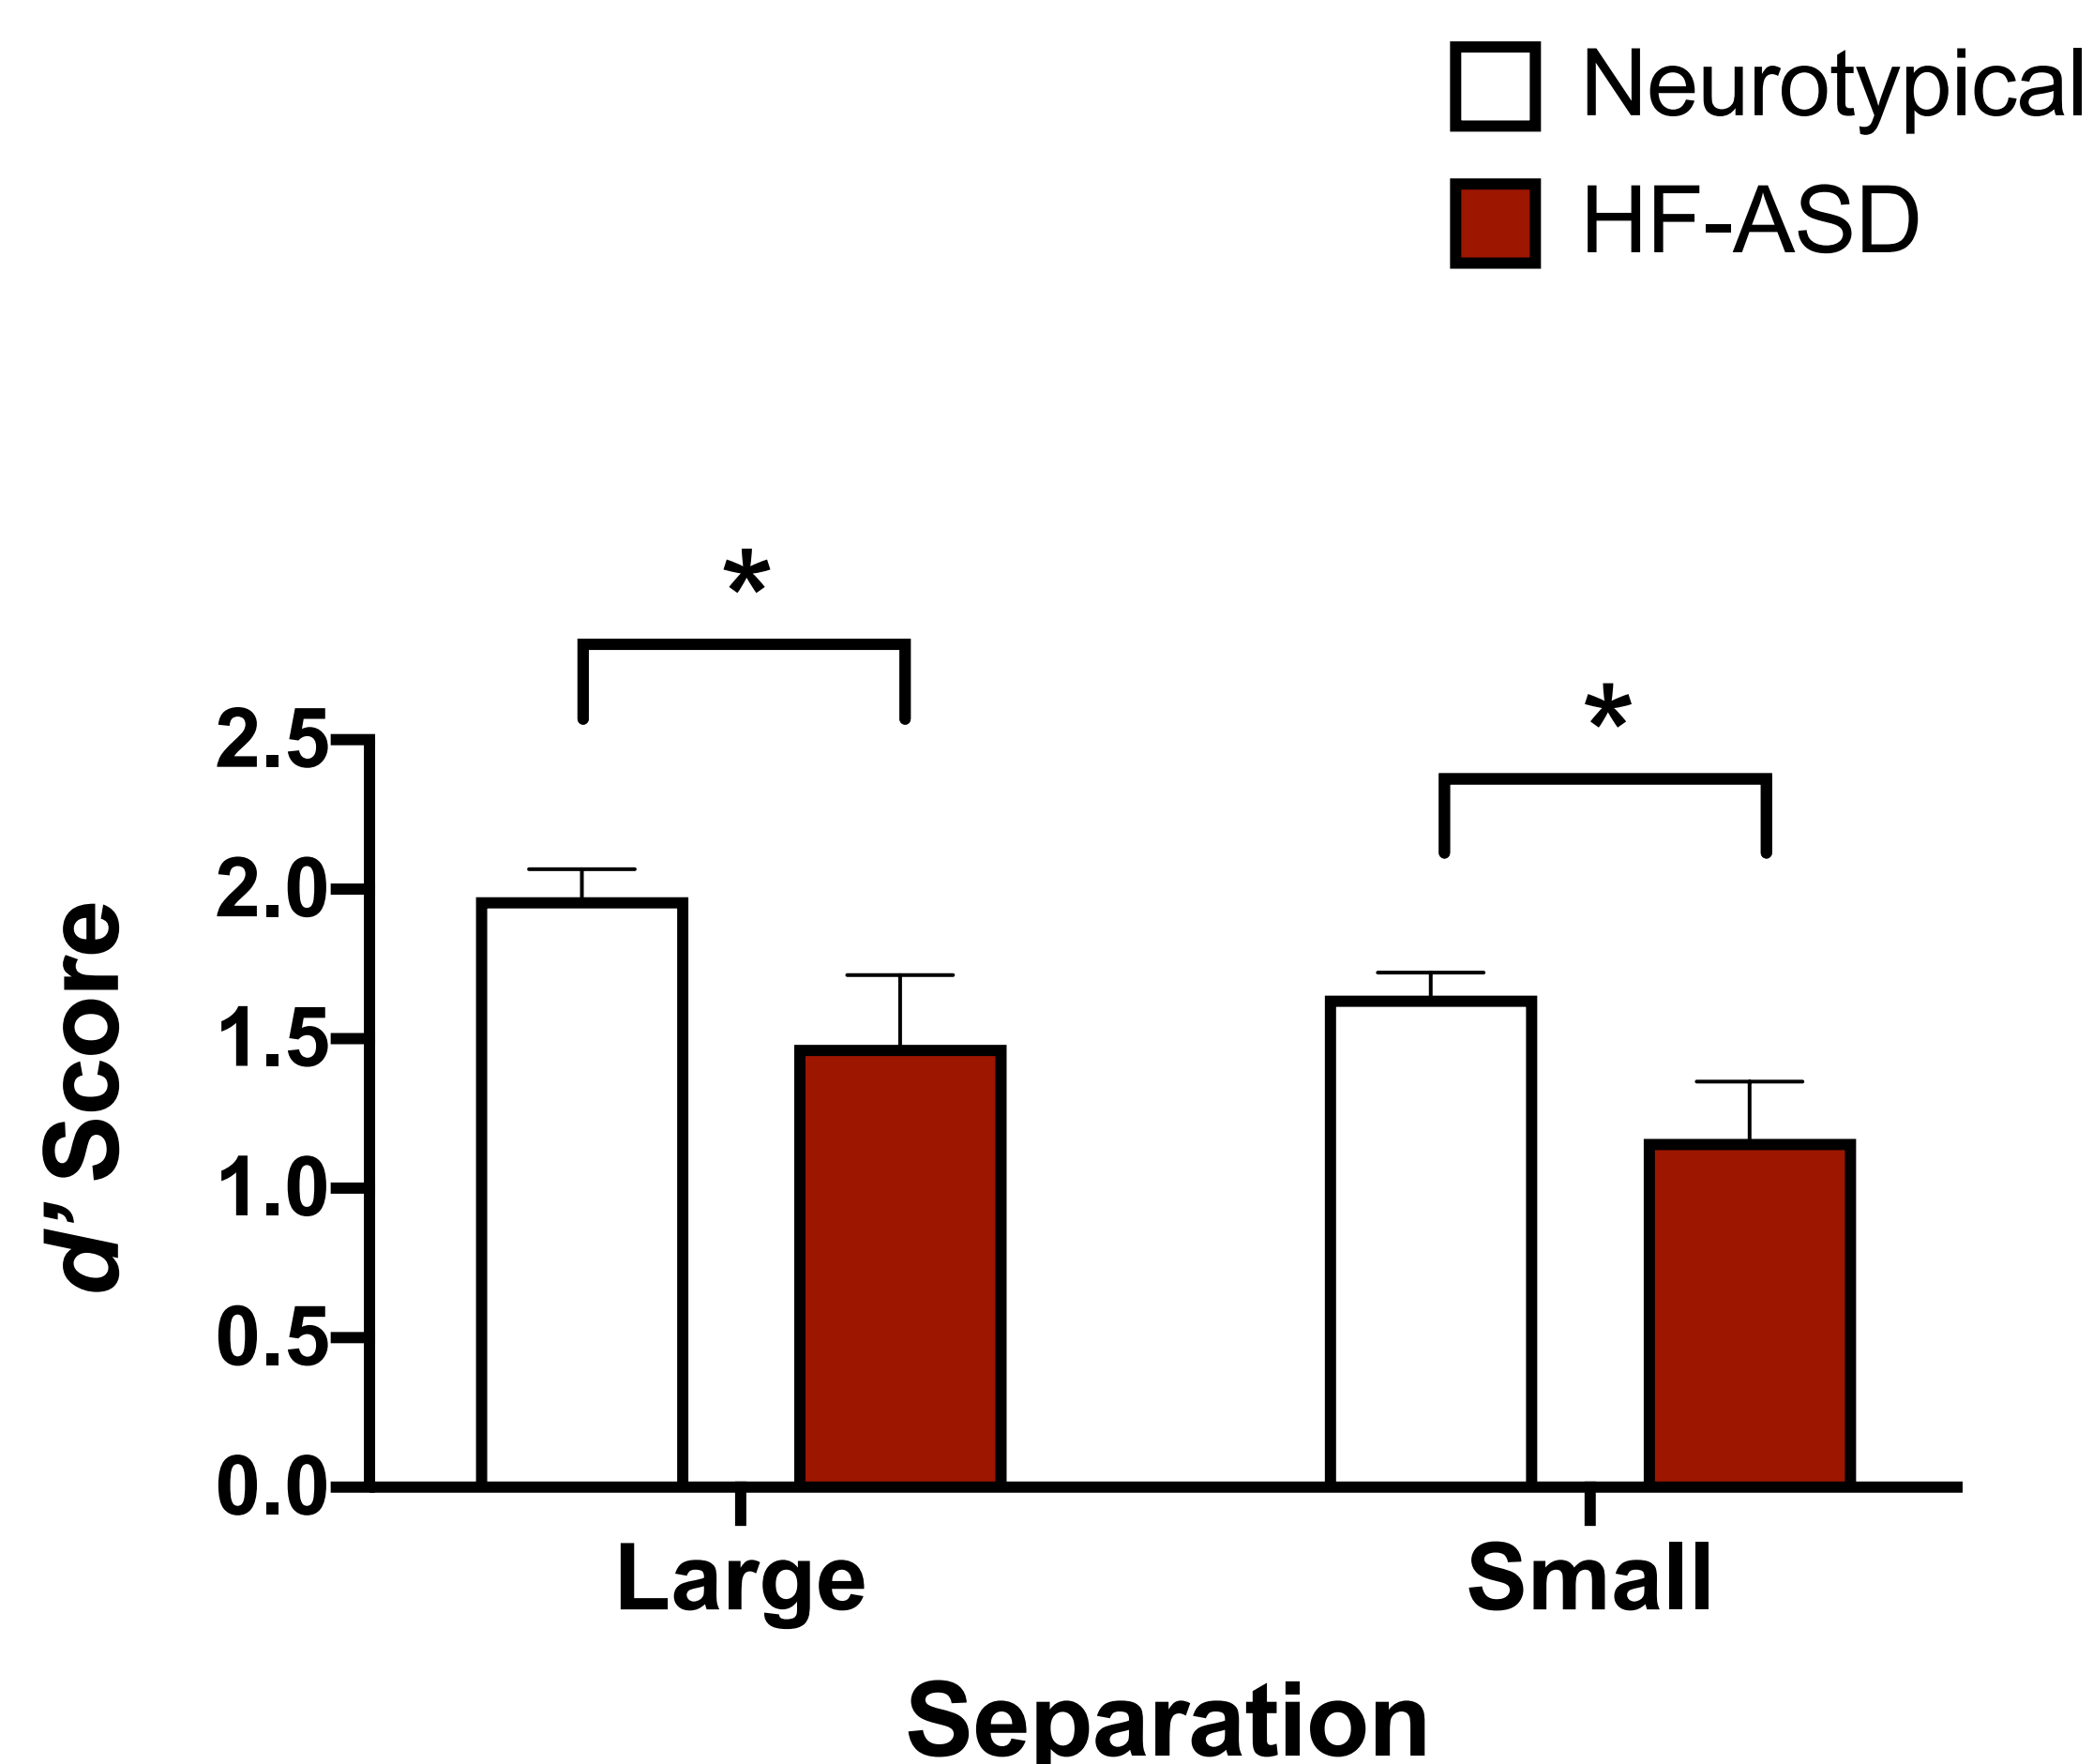 Neurotypical
HF-ASD
*
*
2.5
2.0
1.5
1.0
0.5
0.0
d’ Score
Large
Small
Separation